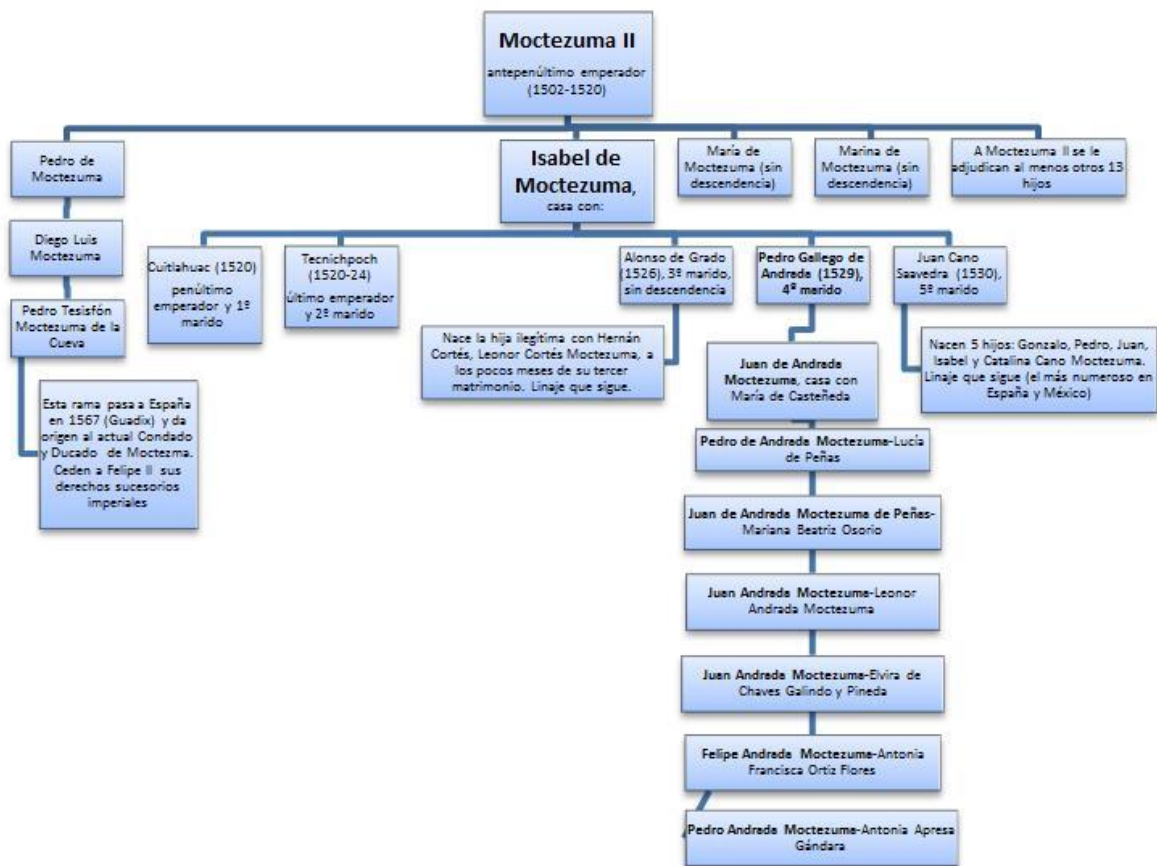 Moctezuma II
antepenúltimo emperador
(1502-1520)
Pedro de
Moctezuma
Isabel de
Moctezuma,
casa con:
María de
Moctezuma (sin
descendencia)
Marina de
Moctezuma (sin
descendencia)
A Moctezuma II se le
adjudican al menos otros 13
hijos
Diego Luis
Moctezuma
Pedro Tesisfón
Moctezuma de la
Cueva
Esta rama pasa a España
en 1567 (Guadix) y da
origen al actual Condado
y Ducado de Moctezma.
Ceden a Felipe II sus
derechos sucesorios
imperiales
Cuitlahuac (1520)
penúltimo
emperador y 1º
marido
Tecnichpoch
(1520-24)
último emperador
y 2º marido
Alonso de Grado
(1526), 3º marido,
sin descendencia
Pedro Gallego de
Andrada (1529),
4º marido
Juan Cano
Saavedra (1530),
5º marido
Nace la hija ilegítima con Hernán
Cortés, Leonor Cortés Moctezuma, a
los pocos meses de su tercer
matrimonio. Linaje que sigue.
Juan de Andrada
Moctezuma, casa con
María de Casteñeda
Nacen 5 hijos: Gonzalo, Pedro, Juan,
Isabel y Catalina Cano Moctezuma.
Linaje que sigue (el más numeroso en
España y México)
Pedro de Andrada Moctezuma-Lucía
de Peñas
Juan de Andrada Moctezuma de Peñas-
Mariana Beatriz Osorio
Juan Andrada Moctezuma-Leonor
Andrada Moctezuma
Juan Andrada Moctezuma-Elvira de
Chaves Galindo y Pineda
Felipe Andrada Moctezuma-Antonia
Francisca Ortiz Flores
Pedro Andrada Moctezuma-Antonia Apresa
Gándara